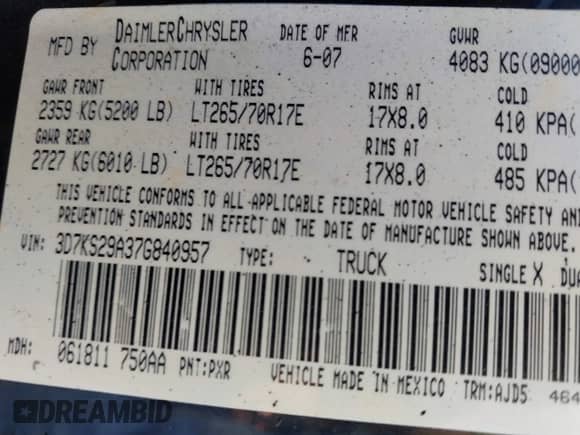 MFD BY DAIMLERCHRYSLER CORPORATION DATE OF MFR 6-07 GVWR 4083 KG(09000
GAWR FRONT WITH TIRES RIMS AT COLD
2359 KG(5200 LB) LT265/70R17E 17X8.0 410 KPA(
GAWR REAR WITH TIRES RIMS AT COLD
2727 KG(6010 LB) LT265/70R17E 17X8.0 485 KPA(
THIS VEHICLE CONFORMS TO ALL APPLICABLE FEDERAL MOTOR VEHICLE SAFETY AND
PREVENTION STANDARDS IN EFFECT ON THE DATE OF MANUFACTURE SHOWN ABOVE.
VIN: 3D7KS29A37G840957 TYPE: TRUCK SINGLE X DUA
MDH: 061811 750AA PNT:PXR VEHICLE MADE IN MEXICO TRM:AJD5 464
DREAMBID